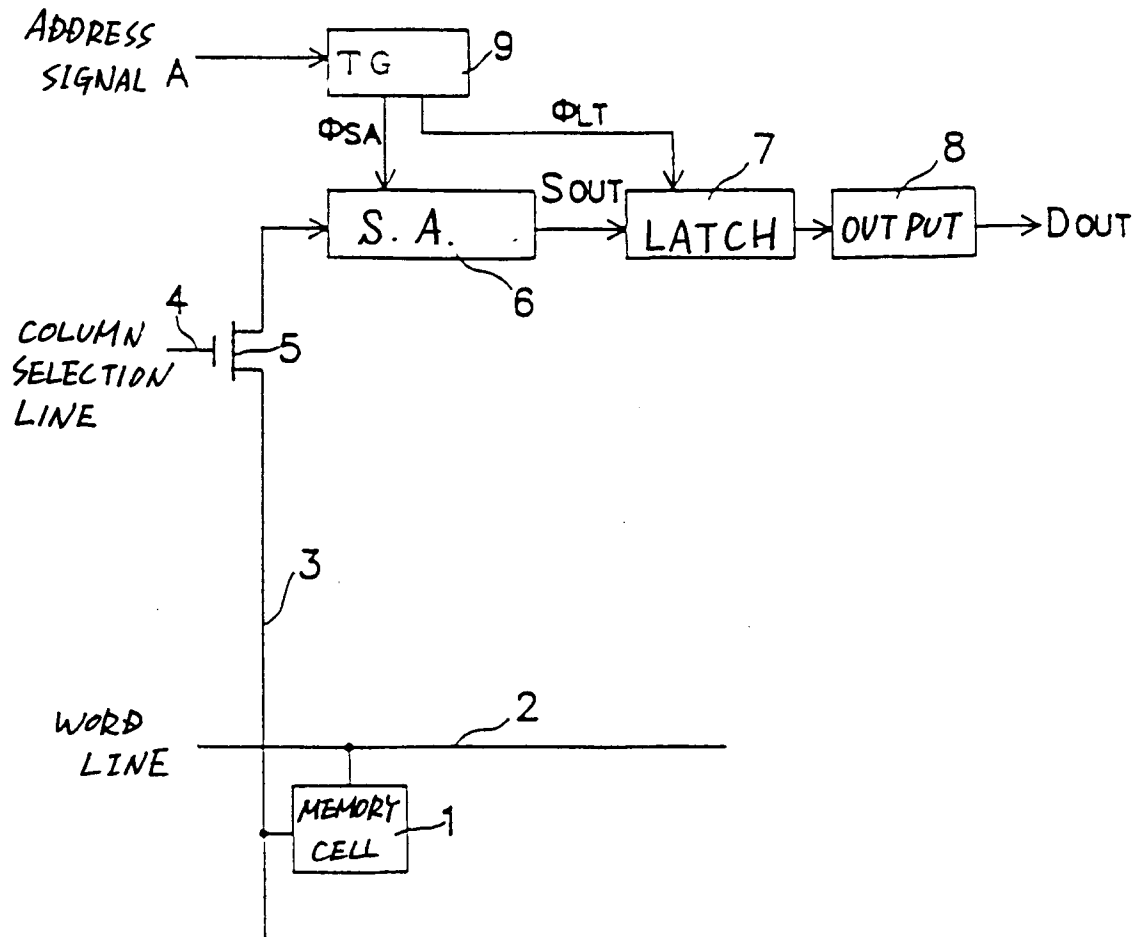 ADDRESS
SIGNAL A
TG
9
ΦSA
ΦLT
S. A.
6
SOUT
7
LATCH
8
OUTPUT
DOUT
4
COLUMN
SELECTION
LINE
5
3
WORD
LINE
2
MEMORY
CELL
1